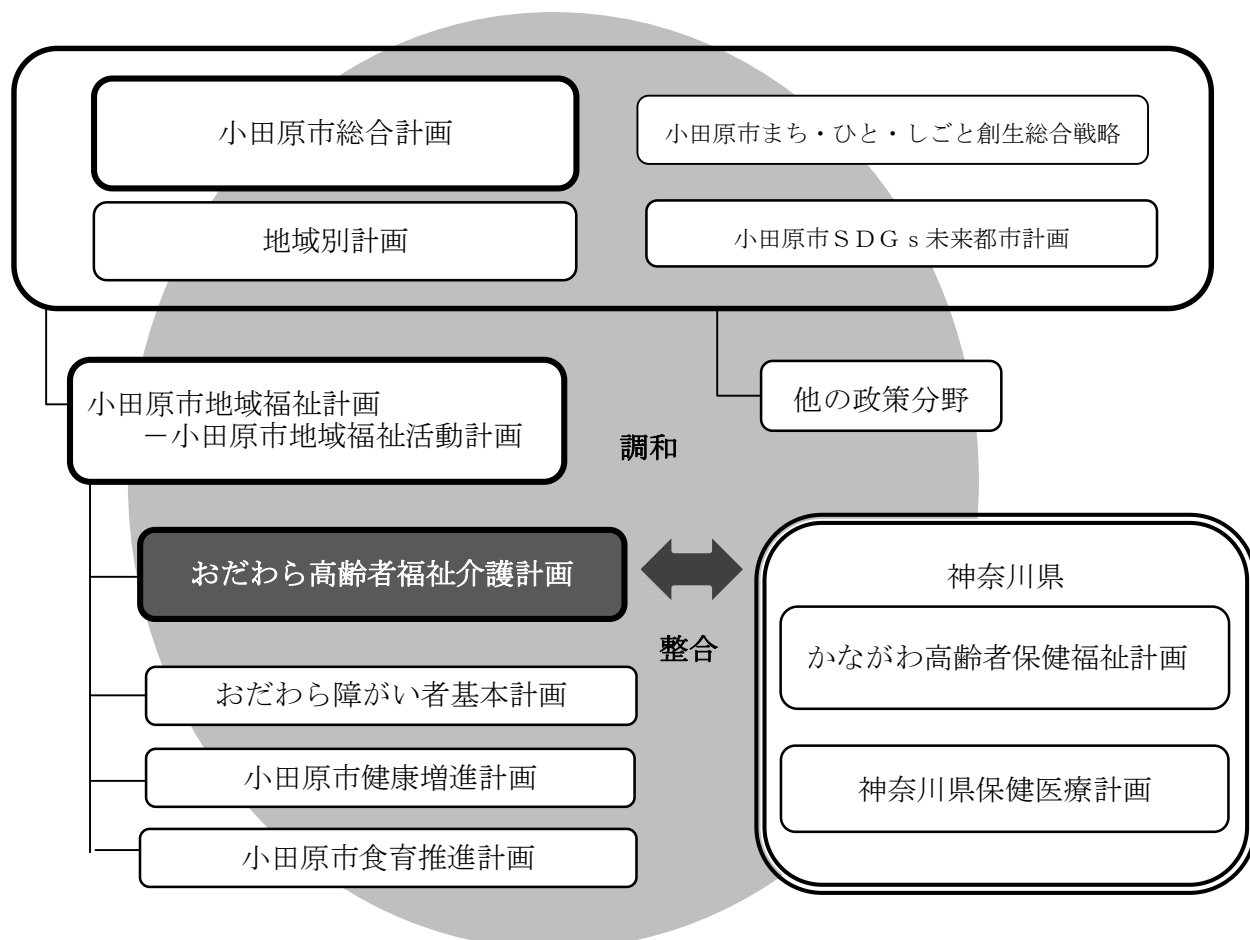 小田原市総合計画
小田原市まち・ひと・しごと創生総合戦略
地域別計画
小田原市ＳＤＧｓ未来都市計画
小田原市地域福祉計画
－小田原市地域福祉活動計画
他の政策分野
調和
おだわら高齢者福祉介護計画
整合
神奈川県
かながわ高齢者保健福祉計画
神奈川県保健医療計画
おだわら障がい者基本計画
小田原市健康増進計画
小田原市食育推進計画